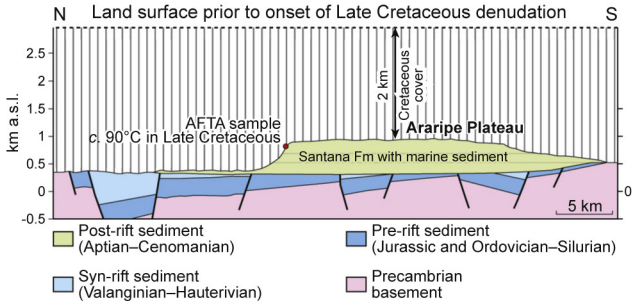 Land surface prior to onset of Late Cretaceous denudation
N
S
km a.s.l.
2.5
2
1.5
1
0.5
0
-0.5
2 km
Cretaceous
cover
AFTA sample
c. 90°C in Late Cretaceous
Araripe Plateau
Santana Fm with marine sediment
0
-0.5
5 km
Post-rift sediment
(Aptian–Cenomanian)
Pre-rift sediment
(Jurassic and Ordovician–Silurian)
Syn-rift sediment
(Valanginian–Hauterivian)
Precambrian
basement